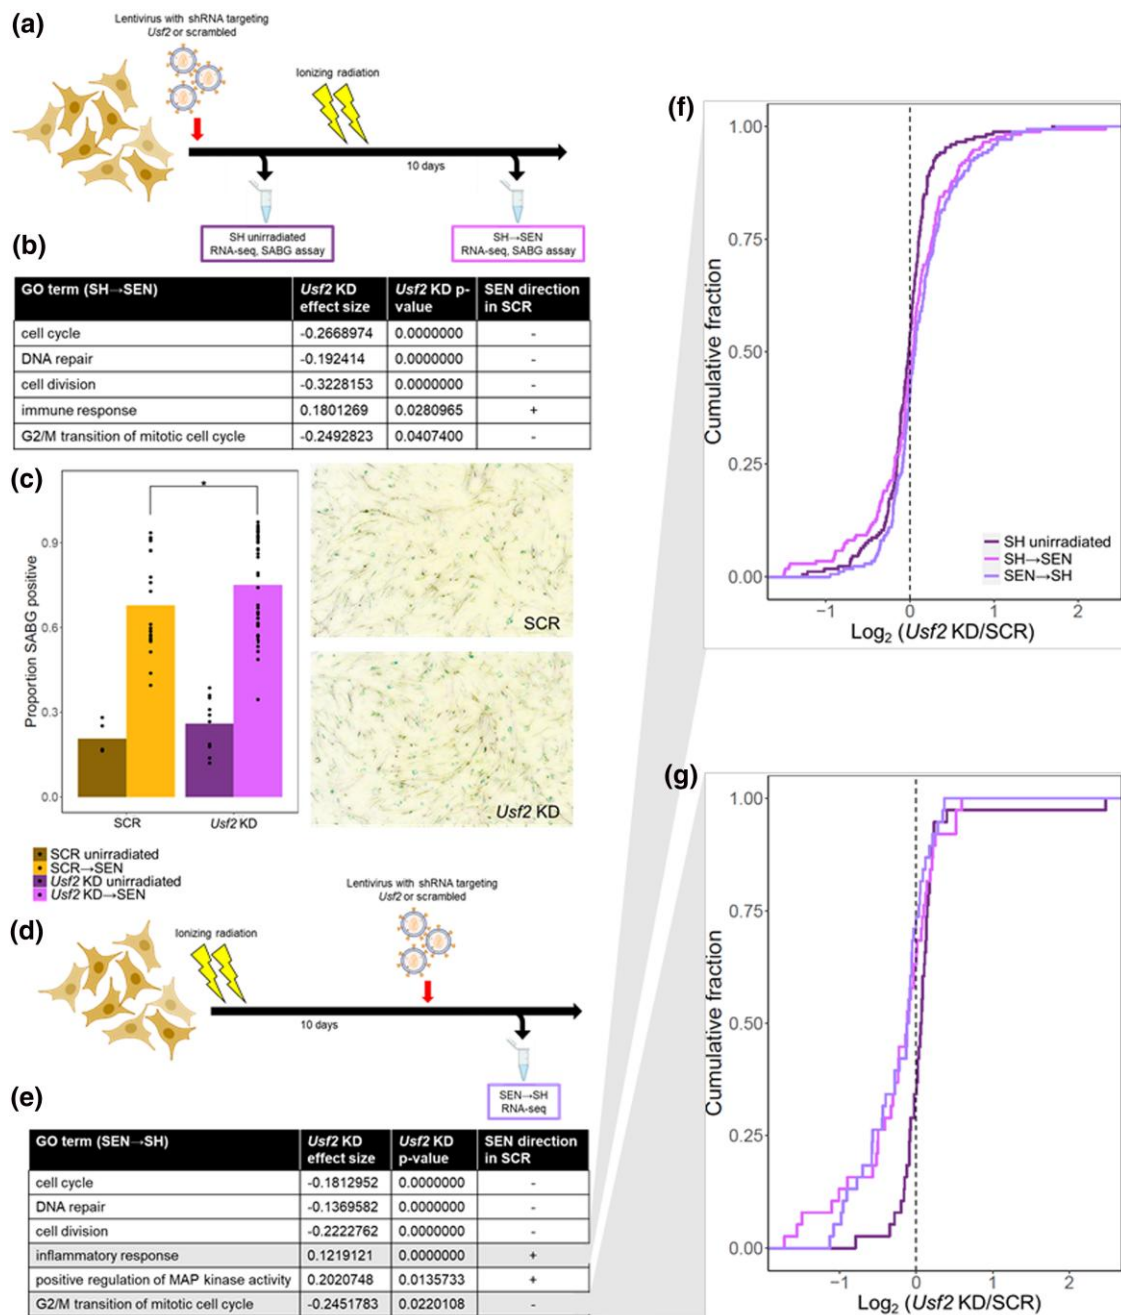 (a)
Lentivirus with shRNA targeting
Usf2 or scrambled
Ionizing radiation
10 days
SH unirradiated
RNA-seq, SABG assay
SH→SEN
RNA-seq, SABG assay
(b)
GO term (SH→SEN) Usf2 KD effect size Usf2 KD p-value SEN direction in SCR
cell cycle -0.2668974 0.0000000 -
DNA repair -0.192414 0.0000000 -
cell division -0.3228153 0.0000000 -
immune response 0.1801269 0.0280965 +
G2/M transition of mitotic cell cycle -0.2492823 0.0407400 -
(c)
Proportion SABG positive
0.9
0.6
0.3
0.0
*
SCR
Usf2 KD
SCR
Usf2 KD
SCR unirradiated
SCR→SEN
Usf2 KD unirradiated
Usf2 KD→SEN
(d)
Ionizing radiation
Lentivirus with shRNA targeting
Usf2 or scrambled
10 days
SEN→SH
RNA-seq
(e)
GO term (SEN→SH) Usf2 KD effect size Usf2 KD p-value SEN direction in SCR
cell cycle -0.1812952 0.0000000 -
DNA repair -0.1369582 0.0000000 -
cell division -0.2222762 0.0000000 -
inflammatory response 0.1219121 0.0000000 +
positive regulation of MAP kinase activity 0.2020748 0.0135733 +
G2/M transition of mitotic cell cycle -0.2451783 0.0220108 -
(f)
Cumulative fraction
1.00
0.75
0.50
0.25
0.00
SH unirradiated
SH→SEN
SEN→SH
-1 0 1 2
Log2 (Usf2 KD/SCR)
(g)
Cumulative fraction
1.00
0.75
0.50
0.25
0.00
-1 0 1 2
Log2 (Usf2 KD/SCR)